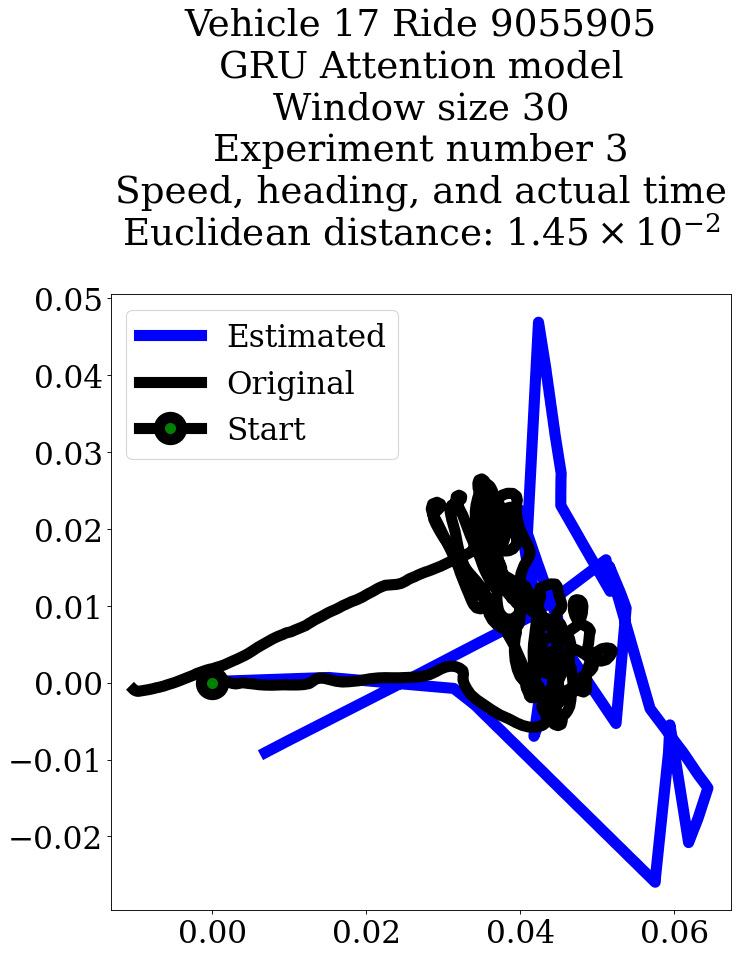 Vehicle 17 Ride 9055905
GRU Attention model
Window size 30
Experiment number 3
Speed, heading, and actual time
Euclidean distance: 1.45 × 10⁻²
0.05
0.04
0.03
0.02
0.01
0.00
−0.01
−0.02
Estimated
Original
Start
0.00 0.02 0.04 0.06